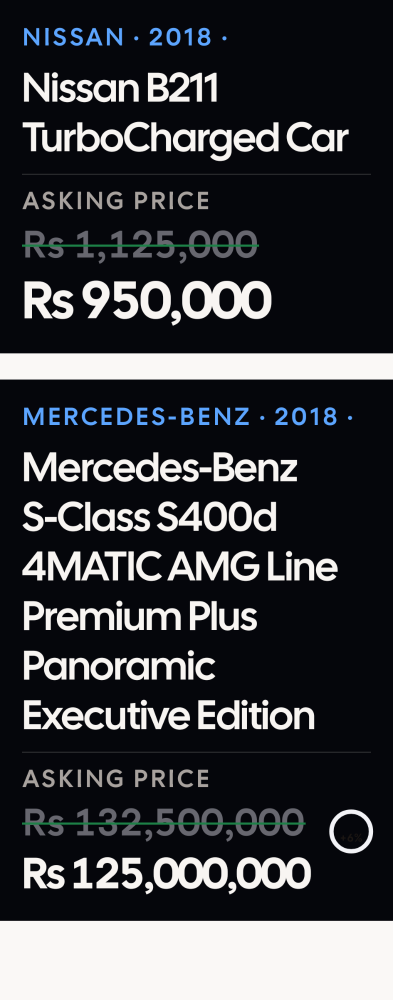 NISSAN · 2018 ·
Nissan B211
TurboCharged Car
ASKING PRICE
Rs 1,125,000
Rs 950,000
MERCEDES-BENZ · 2018 ·
Mercedes-Benz
S-Class S400d
4MATIC AMG Line
Premium Plus
Panoramic
Executive Edition
ASKING PRICE
Rs 132,500,000
Rs 125,000,000